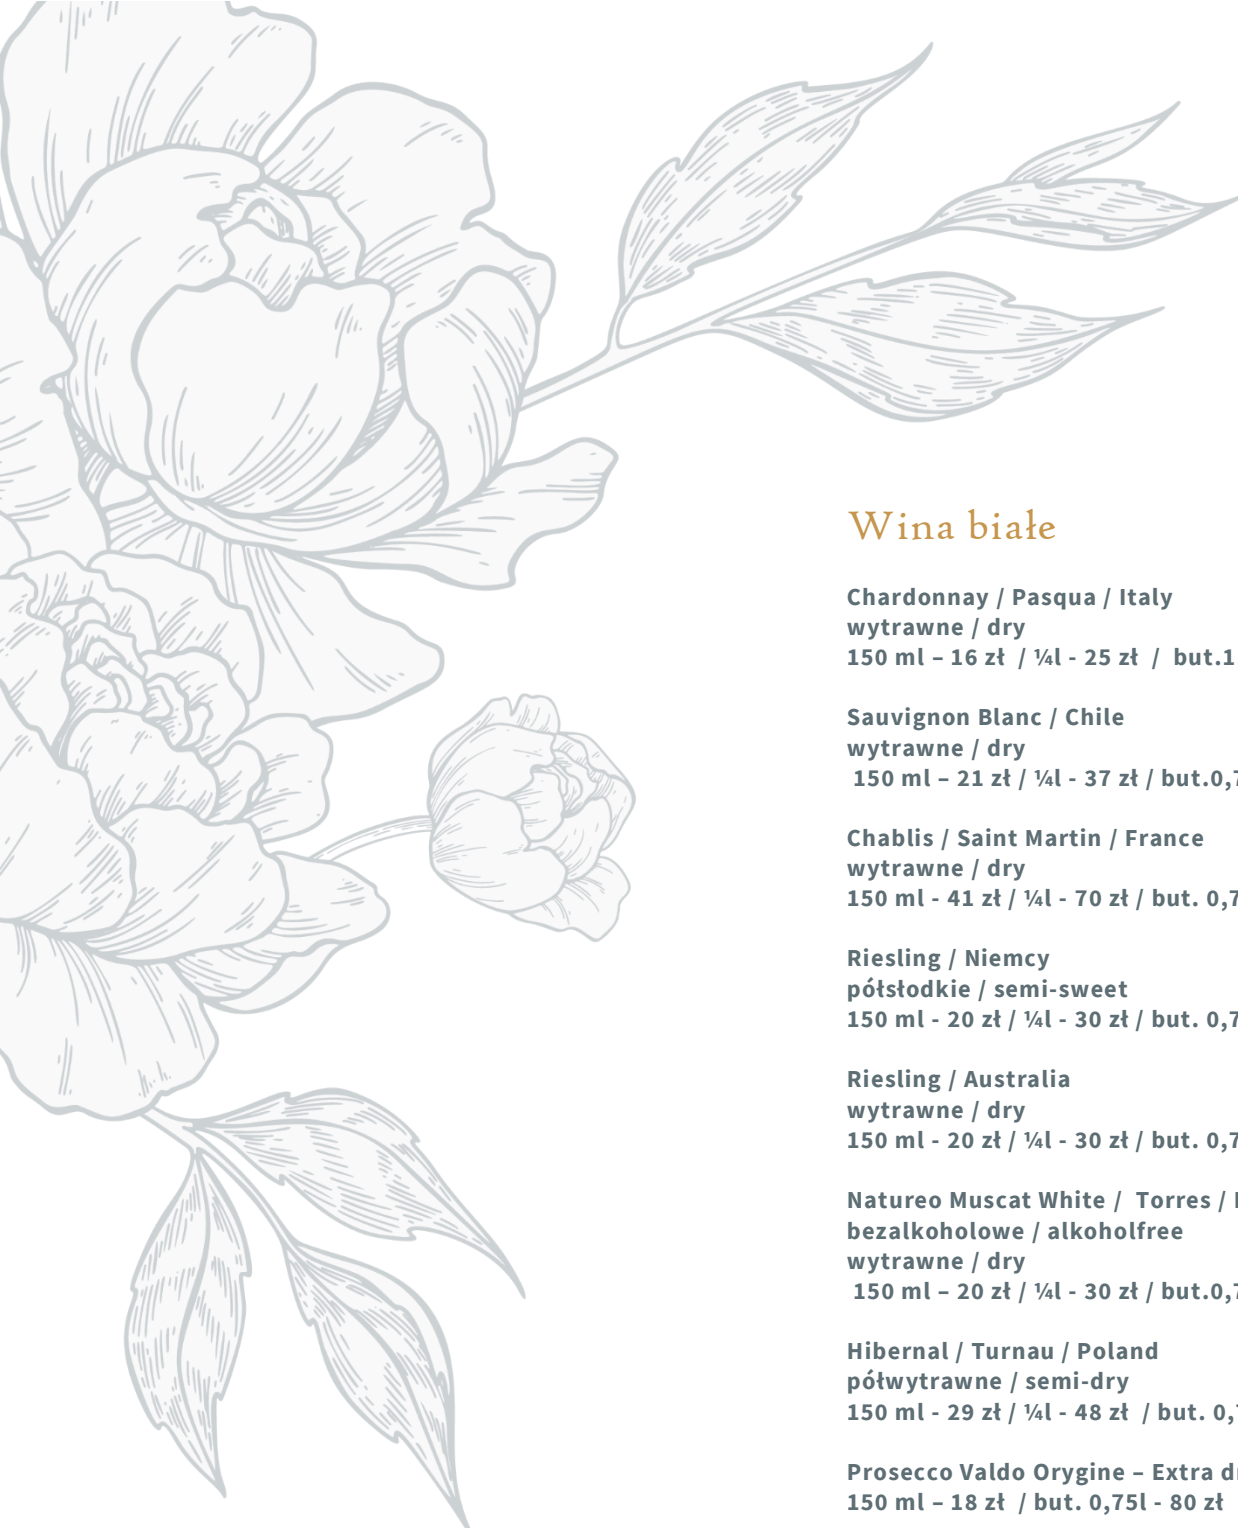 Wina białe
Chardonnay / Pasqua / Italy
wytrawne / dry
150 ml – 16 zł / ¼l - 25 zł / but.1
Sauvignon Blanc / Chile
wytrawne / dry
150 ml – 21 zł / ¼l - 37 zł / but.0,7
Chablis / Saint Martin / France
wytrawne / dry
150 ml - 41 zł / ¼l - 70 zł / but. 0,7
Riesling / Niemcy
półsłodkie / semi-sweet
150 ml - 20 zł / ¼l - 30 zł / but. 0,7
Riesling / Australia
wytrawne / dry
150 ml - 20 zł / ¼l - 30 zł / but. 0,7
Natureo Muscat White / Torres /
bezalkoholowe / alkoholfree
wytrawne / dry
150 ml – 20 zł / ¼l - 30 zł / but.0,7
Hibernal / Turnau / Poland
półwytrawne / semi-dry
150 ml - 29 zł / ¼l - 48 zł / but. 0,
Prosecco Valdo Orygine – Extra d
150 ml – 18 zł / but. 0,75l - 80 zł